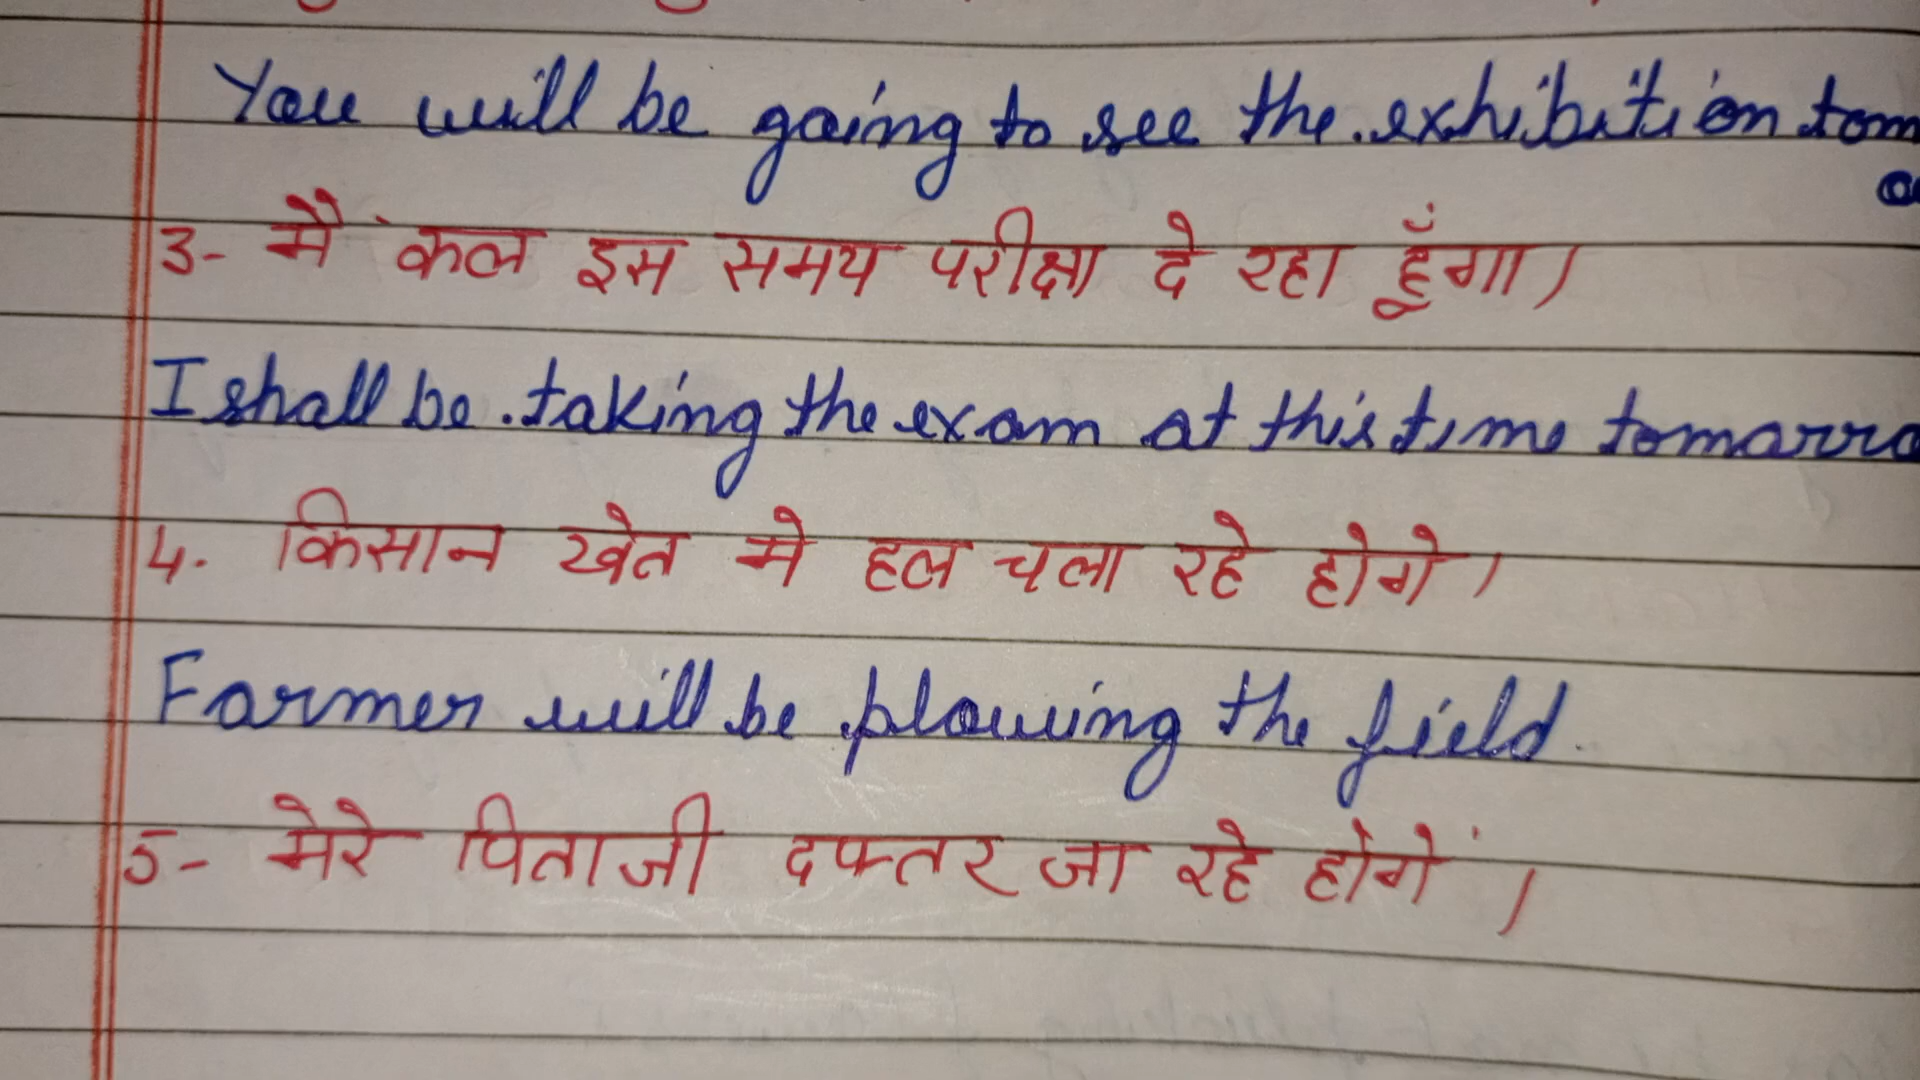 You will be going to see the exhibition tom
3- मै कल इस समय परीक्षा दे रहा हूँगा।
I shall be taking the exam at this time tomarro
4. किसान खेत मे हल चला रहे होगे।
Farmer will be plowing the field.
5- मेरे पिताजी दफ्तर जा रहे होगें।